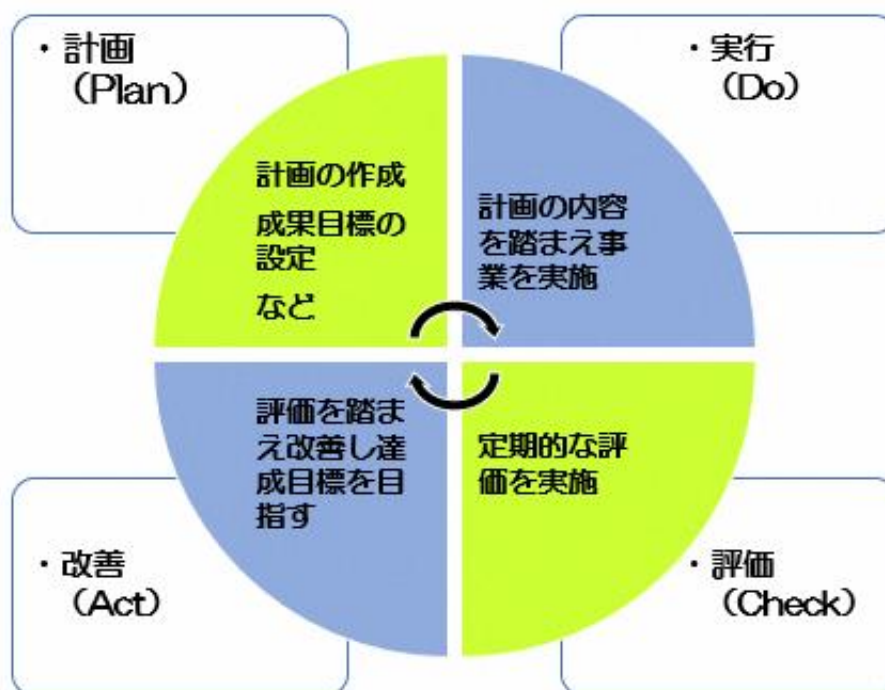 ・計画
（Plan）
計画の作成
成果目標の
設定
など
・実行
（Do）
計画の内容
を踏まえ事
業を実施
・評価
（Check）
定期的な評
価を実施
・改善
（Act）
評価を踏ま
え改善し達
成目標を目
指す